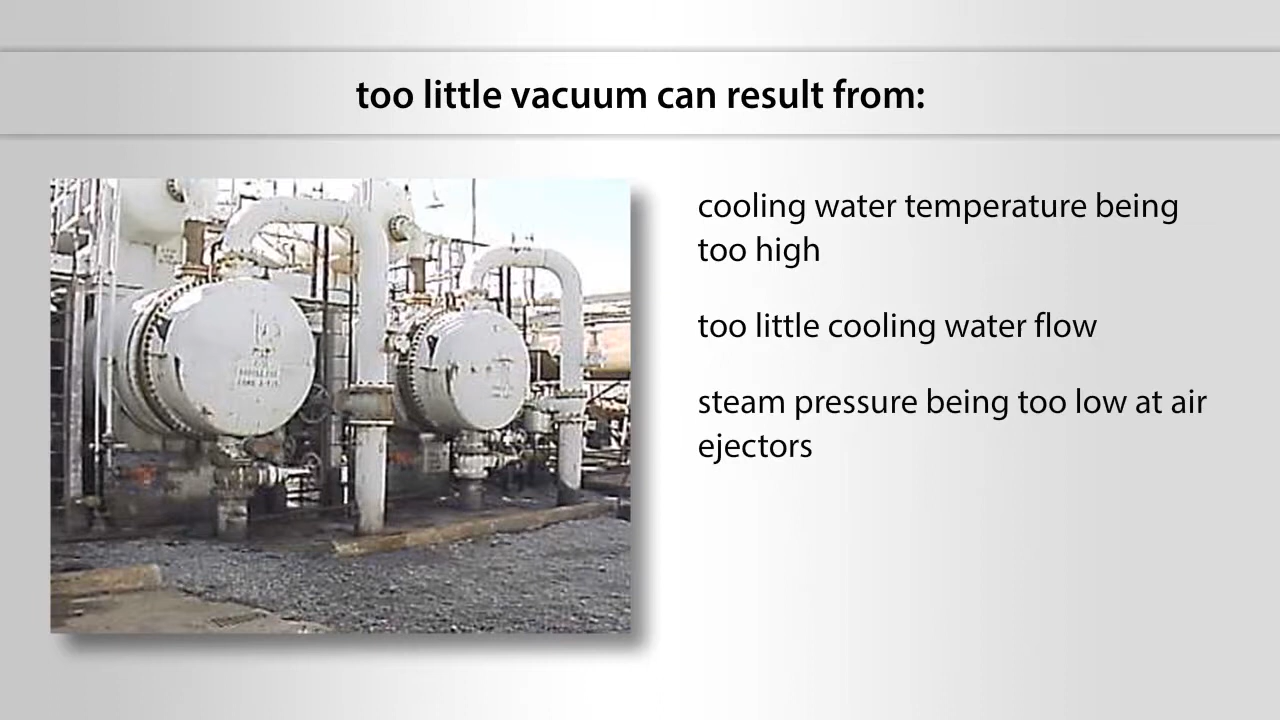 too little vacuum can result from:
cooling water temperature being
too high
too little cooling water flow
steam pressure being too low at air
ejectors